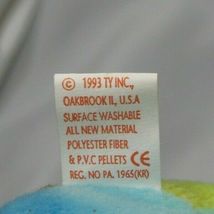 © 1993 TY INC.,
OAKBROOK IL, U.S.A
SURFACE WASHABLE
ALL NEW MATERIAL
POLYESTER FIBER
& P.V.C PELLETS CE
REG. NO PA. 1965(KR)